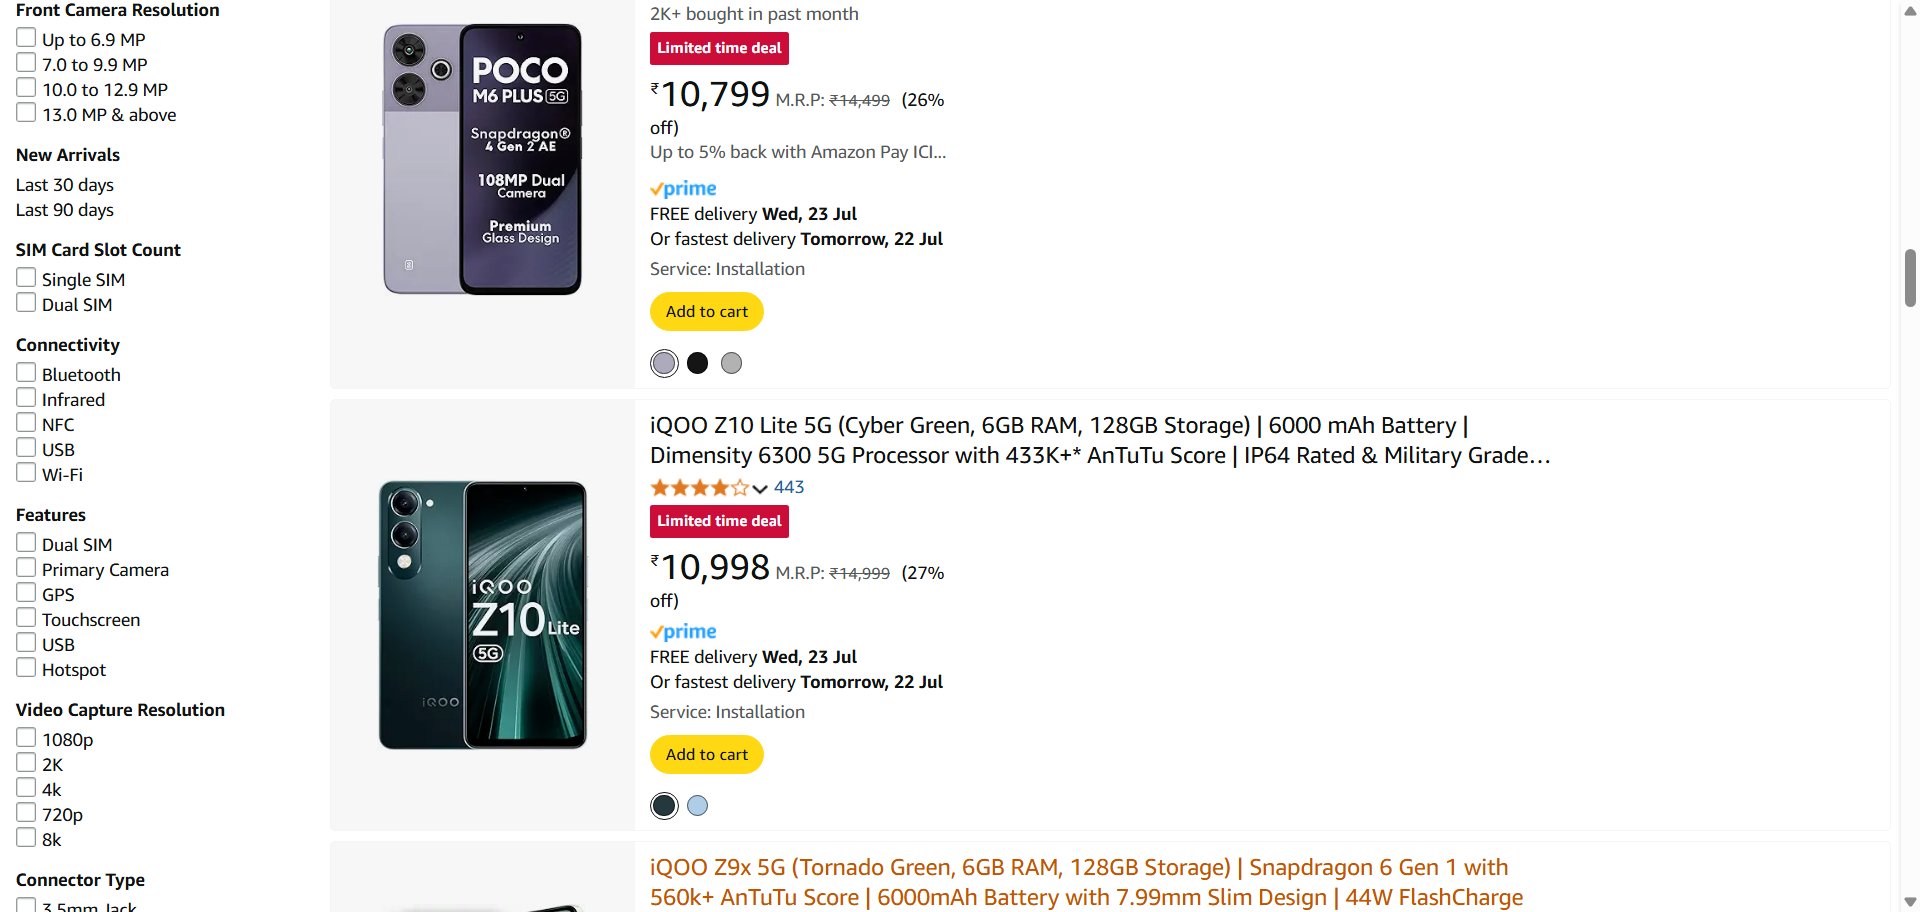 Front Camera Resolution
Up to 6.9 MP
7.0 to 9.9 MP
10.0 to 12.9 MP
13.0 MP & above
New Arrivals
Last 30 days
Last 90 days
SIM Card Slot Count
Single SIM
Dual SIM
Connectivity
Bluetooth
Infrared
NFC
USB
Wi-Fi
Features
Dual SIM
Primary Camera
GPS
Touchscreen
USB
Hotspot
Video Capture Resolution
1080p
2K
4k
720p
8k
Connector Type
3.5mm Jack
POCO
M6 PLUS 5G
Snapdragon®
4 Gen 2 AE
108MP Dual
Camera
Premium
Glass Design
2K+ bought in past month
Limited time deal
₹10,799 M.R.P: ₹14,499 (26%
off)
Up to 5% back with Amazon Pay ICI...
prime
FREE delivery Wed, 23 Jul
Or fastest delivery Tomorrow, 22 Jul
Service: Installation
Add to cart
iQOO
Z10 Lite
5G
iQOO
iQOO Z10 Lite 5G (Cyber Green, 6GB RAM, 128GB Storage) | 6000 mAh Battery |
Dimensity 6300 5G Processor with 433K+* AnTuTu Score | IP64 Rated & Military Grade…
443
Limited time deal
₹10,998 M.R.P: ₹14,999 (27%
off)
prime
FREE delivery Wed, 23 Jul
Or fastest delivery Tomorrow, 22 Jul
Service: Installation
Add to cart
iQOO Z9x 5G (Tornado Green, 6GB RAM, 128GB Storage) | Snapdragon 6 Gen 1 with
560k+ AnTuTu Score | 6000mAh Battery with 7.99mm Slim Design | 44W FlashCharge